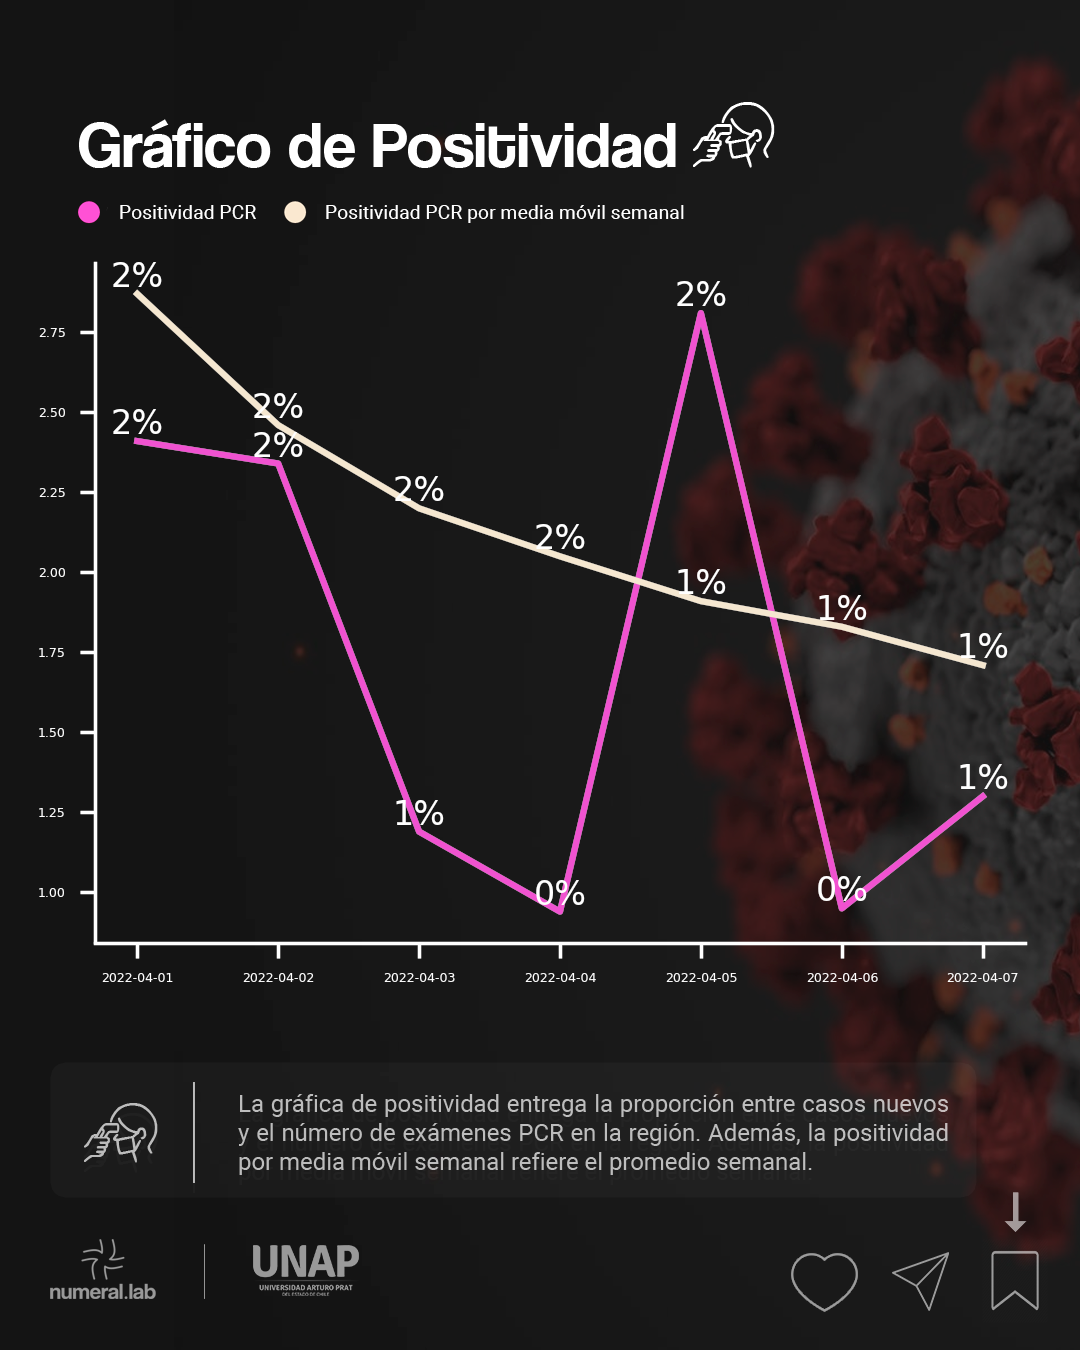 Gráfico de Positividad
Positividad PCR
Positividad PCR por media móvil semanal
2%
2%
2%
2%
2%
2%
2%
1%
1%
1%
1%
1%
0%
0%
2.75
2.50
2.25
2.00
1.75
1.50
1.25
1.00
2022-04-01
2022-04-02
2022-04-03
2022-04-04
2022-04-05
2022-04-06
2022-04-07
La gráfica de positividad entrega la proporción entre casos nuevos
y el número de exámenes PCR en la región. Además, la positividad
por media móvil semanal refiere el promedio semanal.
numeral.lab
UNAP
UNIVERSIDAD ARTURO PRAT
DEL ESTADO DE CHILE